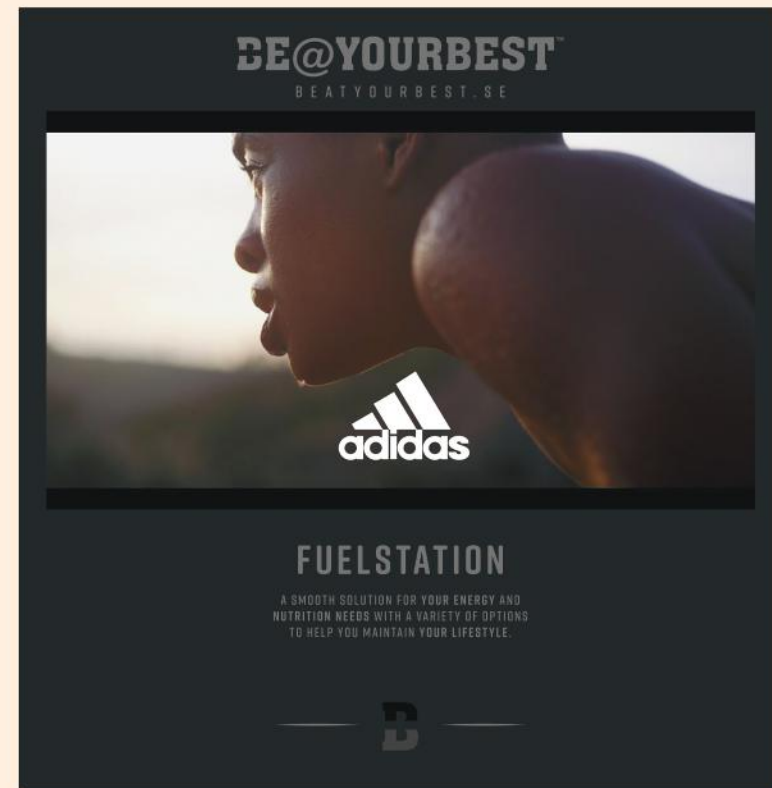 BE@YOURBEST™
BEATYOURBEST.SE
adidas
FUELSTATION
A SMOOTH SOLUTION FOR YOUR ENERGY AND
NUTRITION NEEDS WITH A VARIETY OF OPTIONS
TO HELP YOU MAINTAIN YOUR LIFESTYLE.
B